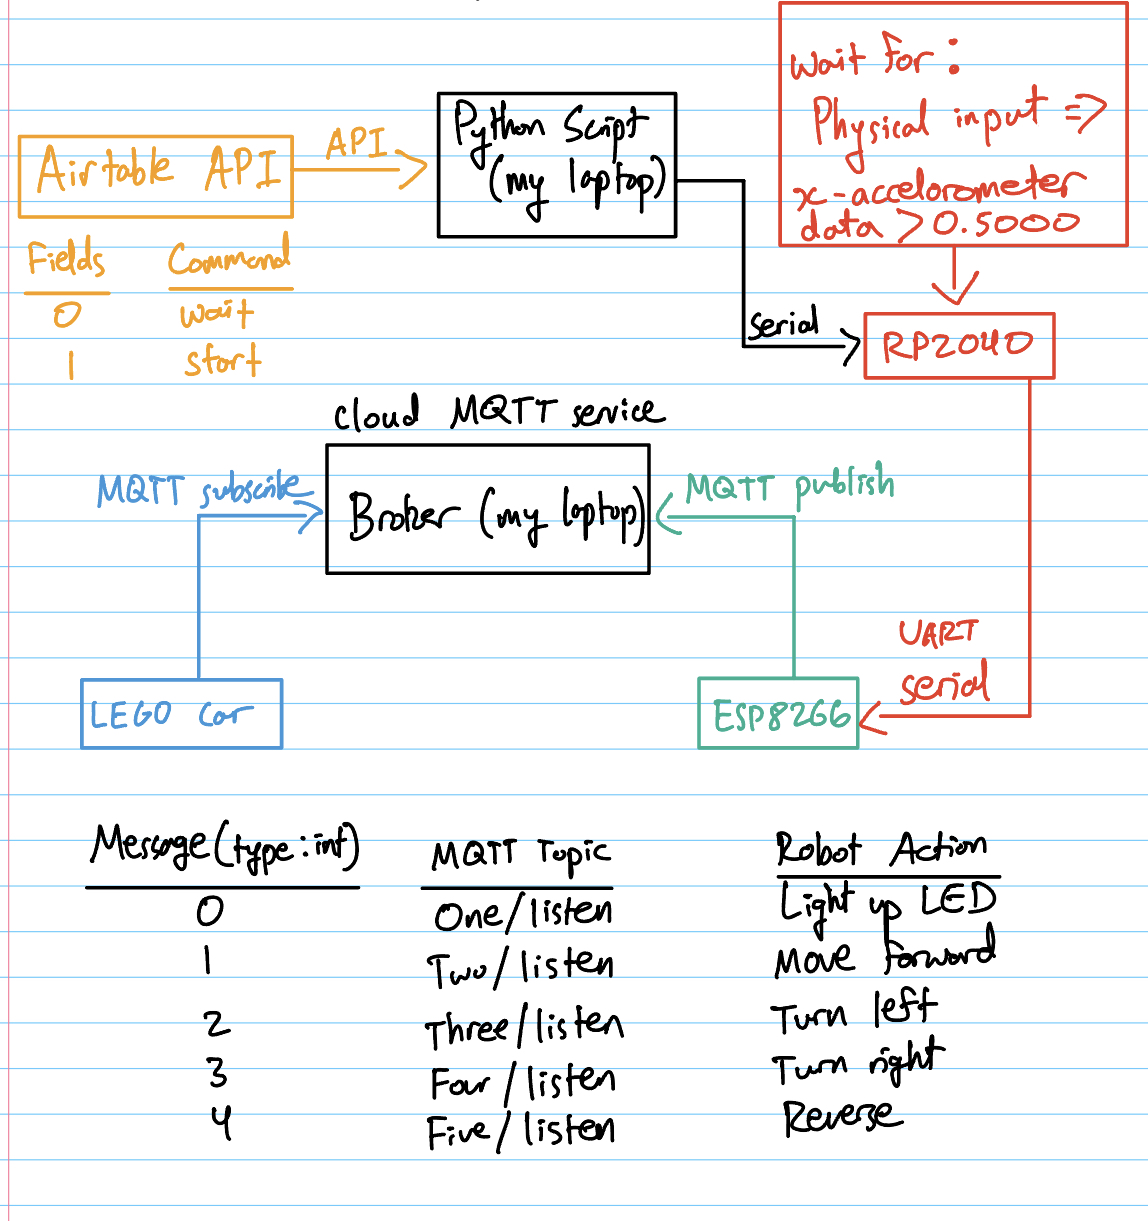 Wait for:
Physical input =>
x-accelorometer
data > 0.5000
Python Script
(my laptop)
API
Airtable API
Fields Command
0 wait
1 start
serial
RP2040
cloud MQTT service
MQTT subscribe
Broker (my laptop)
MQTT publish
UART
serial
LEGO car
ESP8266
Message(type:int) MQTT Topic Robot Action
0 One/listen Light up LED
1 Two/listen Move forward
2 Three/listen Turn left
3 Four/listen Turn right
4 Five/listen Reverse